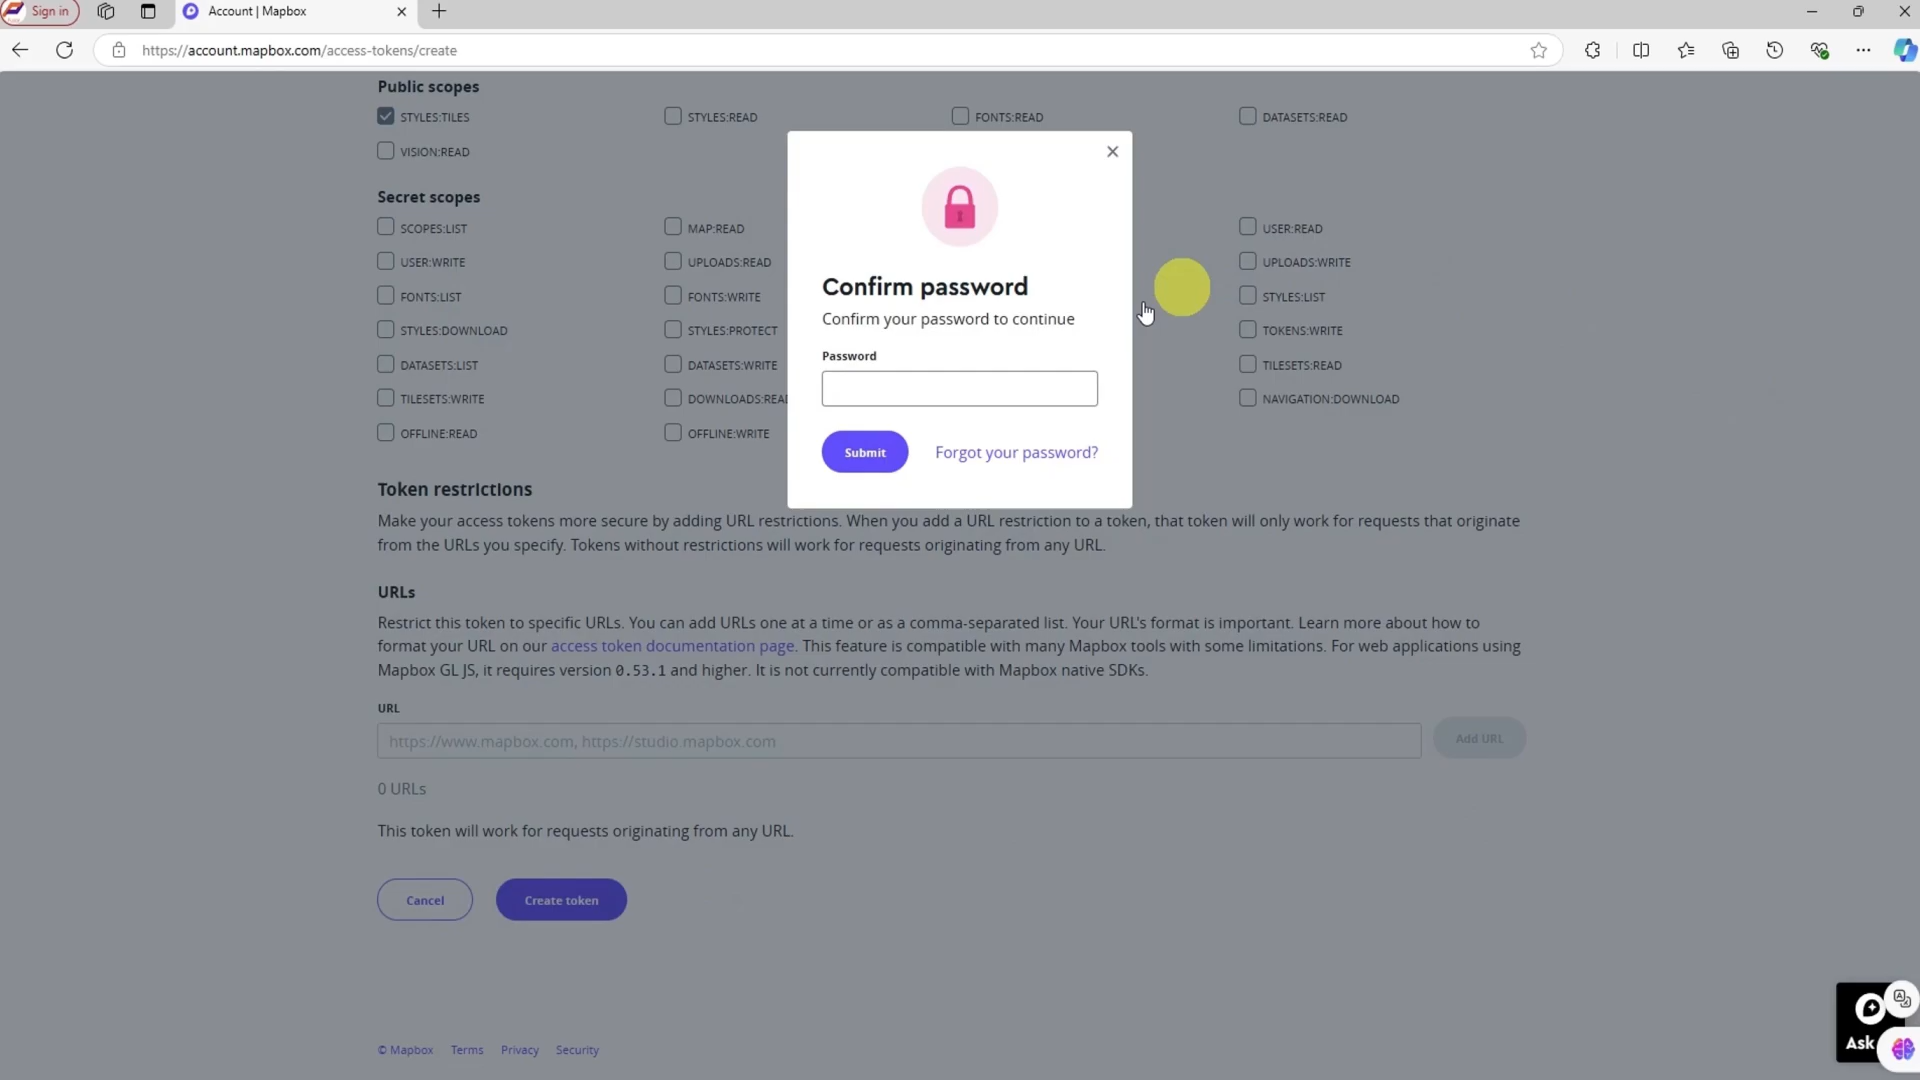 Sign in
Account | Mapbox
https://account.mapbox.com/access-tokens/create
Public scopes
STYLES:TILES
STYLES:READ
FONTS:READ
DATASETS:READ
VISION:READ
Secret scopes
SCOPES:LIST
MAP:READ
USER:READ
USER:WRITE
UPLOADS:READ
UPLOADS:WRITE
FONTS:LIST
FONTS:WRITE
STYLES:LIST
STYLES:DOWNLOAD
STYLES:PROTECT
TOKENS:WRITE
DATASETS:LIST
DATASETS:WRITE
TILESETS:READ
TILESETS:WRITE
DOWNLOADS:READ
NAVIGATION:DOWNLOAD
OFFLINE:READ
OFFLINE:WRITE
Confirm password
Confirm your password to continue
Password
Submit
Forgot your password?
Token restrictions
Make your access tokens more secure by adding URL restrictions. When you add a URL restriction to a token, that token will only work for requests that originate
from the URLs you specify. Tokens without restrictions will work for requests originating from any URL.
URLs
Restrict this token to specific URLs. You can add URLs one at a time or as a comma-separated list. Your URL's format is important. Learn more about how to
format your URL on our access token documentation page. This feature is compatible with many Mapbox tools with some limitations. For web applications using
Mapbox GL JS, it requires version 0.53.1 and higher. It is not currently compatible with Mapbox native SDKs.
URL
https://www.mapbox.com, https://studio.mapbox.com
Add URL
0 URLs
This token will work for requests originating from any URL.
Cancel
Create token
Ask
© Mapbox
Terms
Privacy
Security